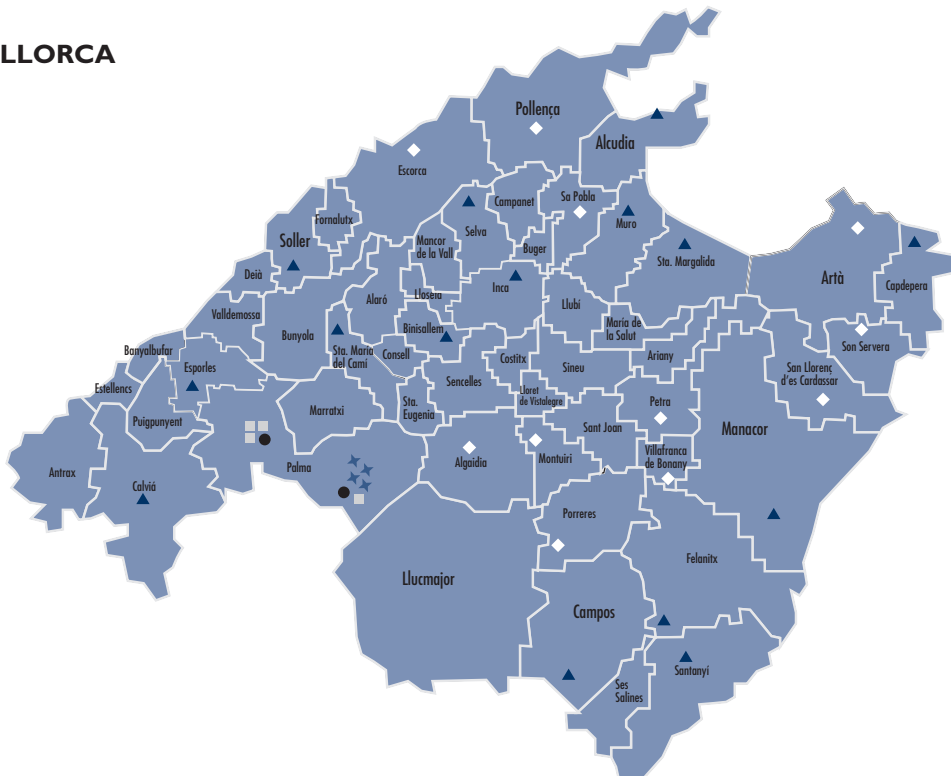 LLORCA
Pollença
Alcudia
Escorca
Sa Pobla
Campanet
Fornalutx
Selva
Muro
Soller
Mancor
de la Vall
Buger
Sta. Margalida
Artà
Deià
Capdepera
Inca
Lloseta
Alaró
Llubí
Valldemossa
Maria de
la Salut
Bunyola
Binisallem
Son Servera
Banyalbufar
Sta. Maria
del Camí
Consell
Costitx
Ariany
Esporles
Sineu
San Llorenç
d'es Cardassar
Sencelles
Estellencs
Lloret
de Vistalegre
Petra
Marratxi
Sta.
Eugenia
Puigpunyent
Sant Joan
Manacor
Villafranca
de Bonany
Algaidia
Montuiri
Palma
Antrax
Calviá
Porreres
Felanitx
Llucmajor
Campos
Santanyí
Ses
Salines